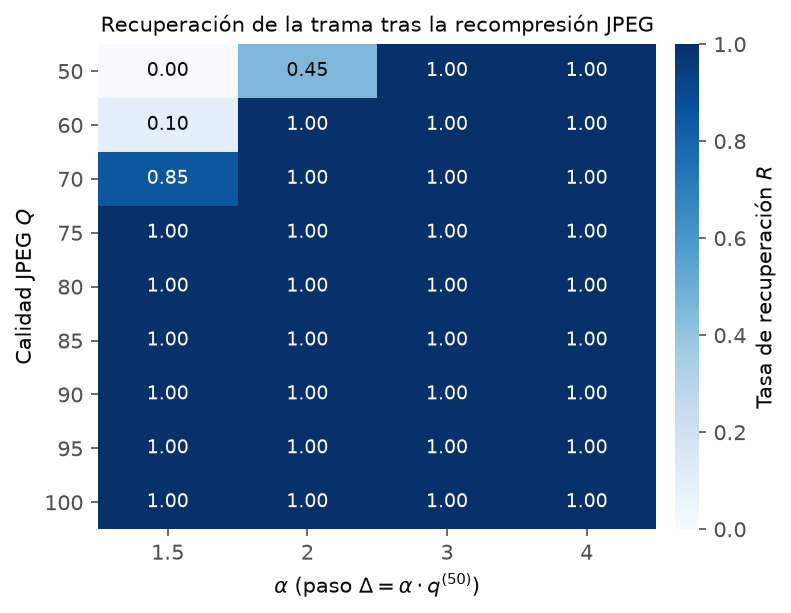 Recuperación de la trama tras la recompresión JPEG
50 0.00 0.45 1.00 1.00
60 0.10 1.00 1.00 1.00
70 0.85 1.00 1.00 1.00
75 1.00 1.00 1.00 1.00
80 1.00 1.00 1.00 1.00
85 1.00 1.00 1.00 1.00
90 1.00 1.00 1.00 1.00
95 1.00 1.00 1.00 1.00
100 1.00 1.00 1.00 1.00
1.5 2 3 4
α (paso Δ = α · q⁽⁵⁰⁾)
Calidad JPEG Q
1.0
0.8
0.6
0.4
0.2
0.0
Tasa de recuperación R